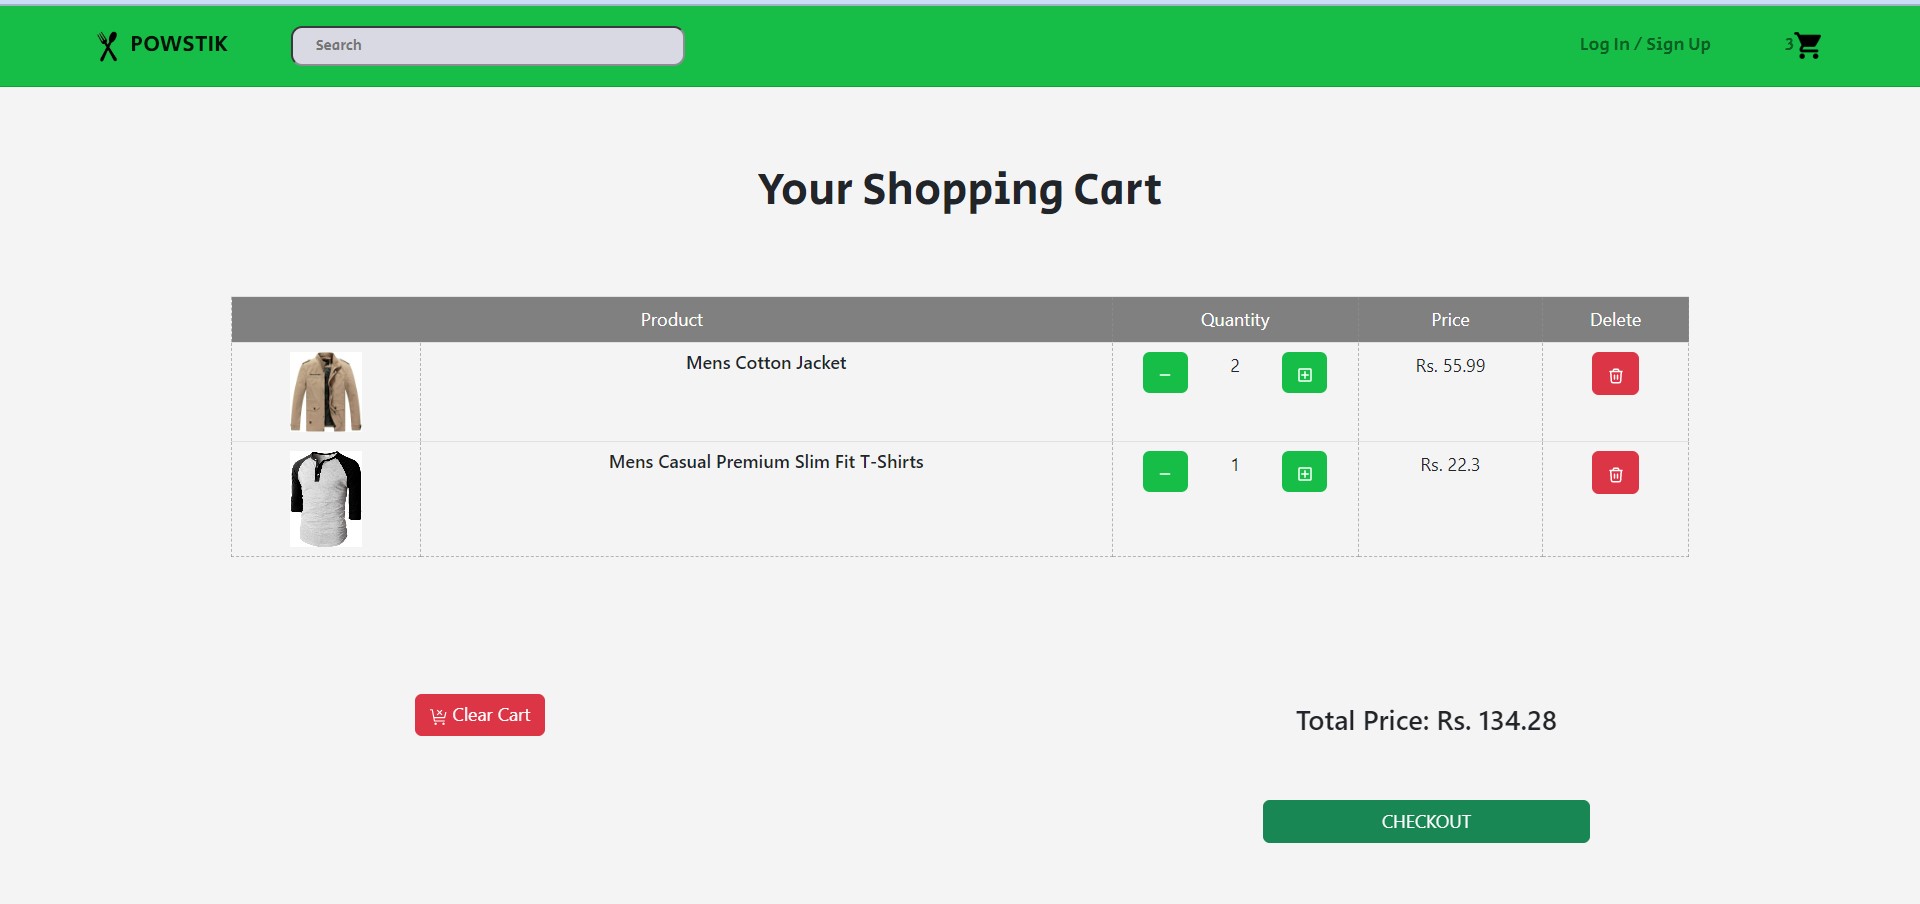 POWSTIK
Search
Log In / Sign Up
3
Your Shopping Cart
Product Quantity Price Delete
Mens Cotton Jacket 2 Rs. 55.99
Mens Casual Premium Slim Fit T-Shirts 1 Rs. 22.3
Clear Cart
Total Price: Rs. 134.28
CHECKOUT